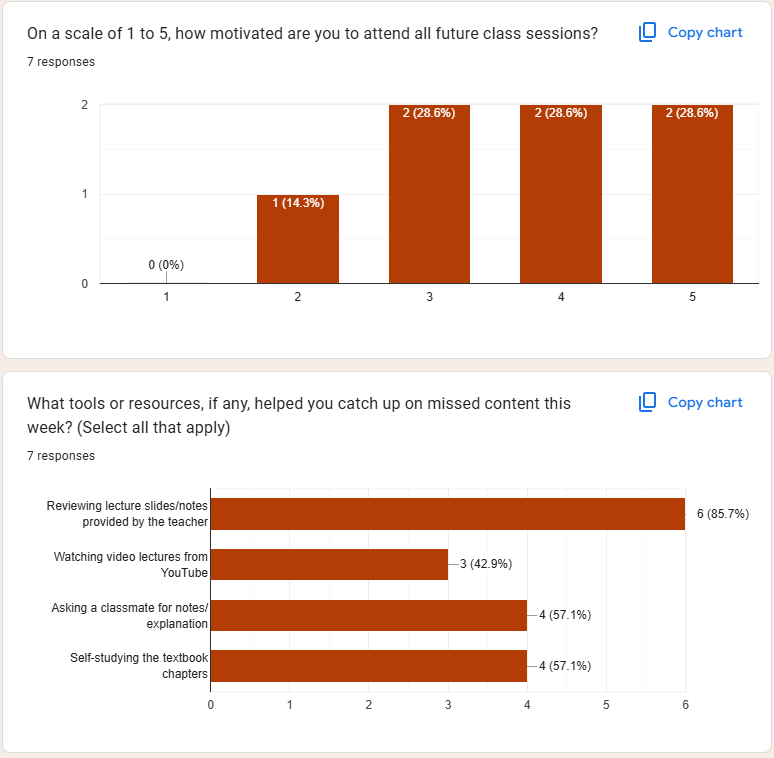 On a scale of 1 to 5, how motivated are you to attend all future class sessions?
Copy chart
7 responses
2
1
0
0 (0%)
1 (14.3%)
2 (28.6%)
2 (28.6%)
2 (28.6%)
1
2
3
4
5
What tools or resources, if any, helped you catch up on missed content this
week? (Select all that apply)
Copy chart
7 responses
Reviewing lecture slides/notes
provided by the teacher
6 (85.7%)
Watching video lectures from
YouTube
3 (42.9%)
Asking a classmate for notes/
explanation
4 (57.1%)
Self-studying the textbook
chapters
4 (57.1%)
0
1
2
3
4
5
6